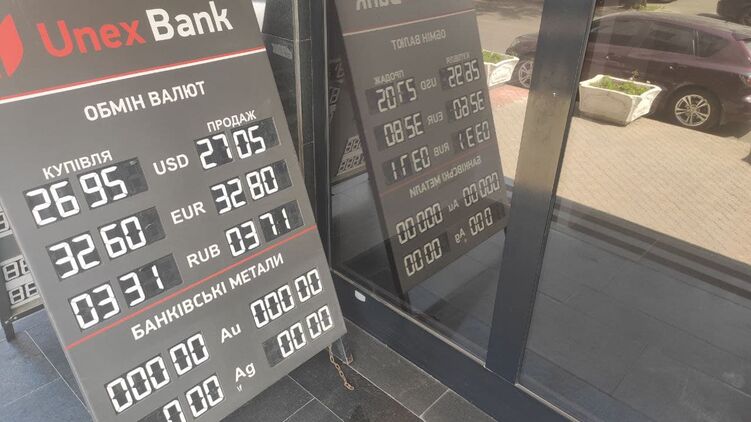 Unex Bank
ОБМІН ВАЛЮТ
КУПІВЛЯ ПРОДАЖ
26 95 USD 27 05
32 60 EUR 32 80
03 31 RUB 03 71
БАНКІВСЬКІ МЕТАЛИ
000 00 Au 000 00
0 00 Ag 00 00